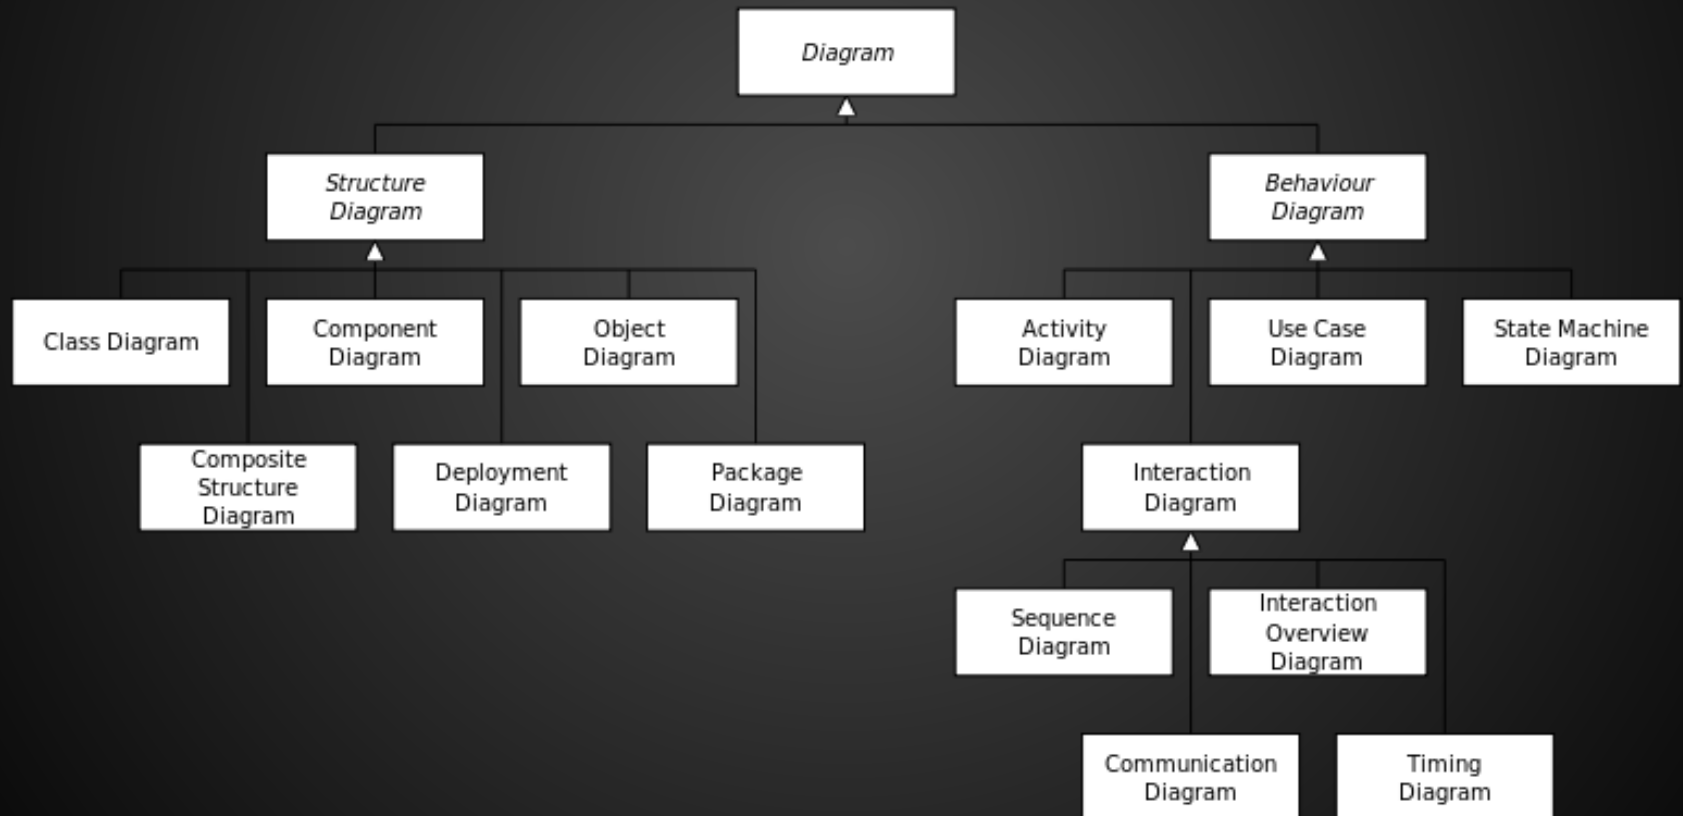 Diagram
Structure
Diagram
Behaviour
Diagram
Class Diagram
Component
Diagram
Object
Diagram
Activity
Diagram
Use Case
Diagram
State Machine
Diagram
Composite
Structure
Diagram
Deployment
Diagram
Package
Diagram
Interaction
Diagram
Sequence
Diagram
Interaction
Overview
Diagram
Communication
Diagram
Timing
Diagram